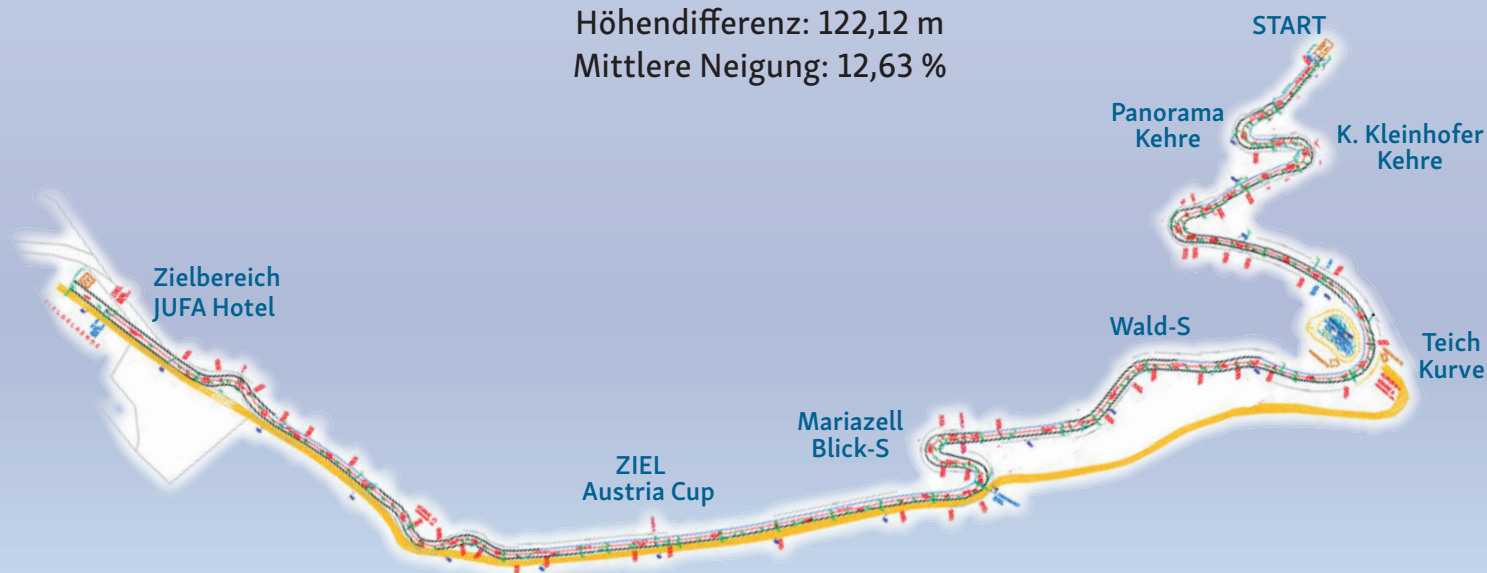 Höhendifferenz: 122,12 m
Mittlere Neigung: 12,63 %
START
Panorama
Kehre
K. Kleinhofer
Kehre
Zielbereich
JUFA Hotel
Wald-S
Teich
Kurve
Mariazell
Blick-S
ZIEL
Austria Cup